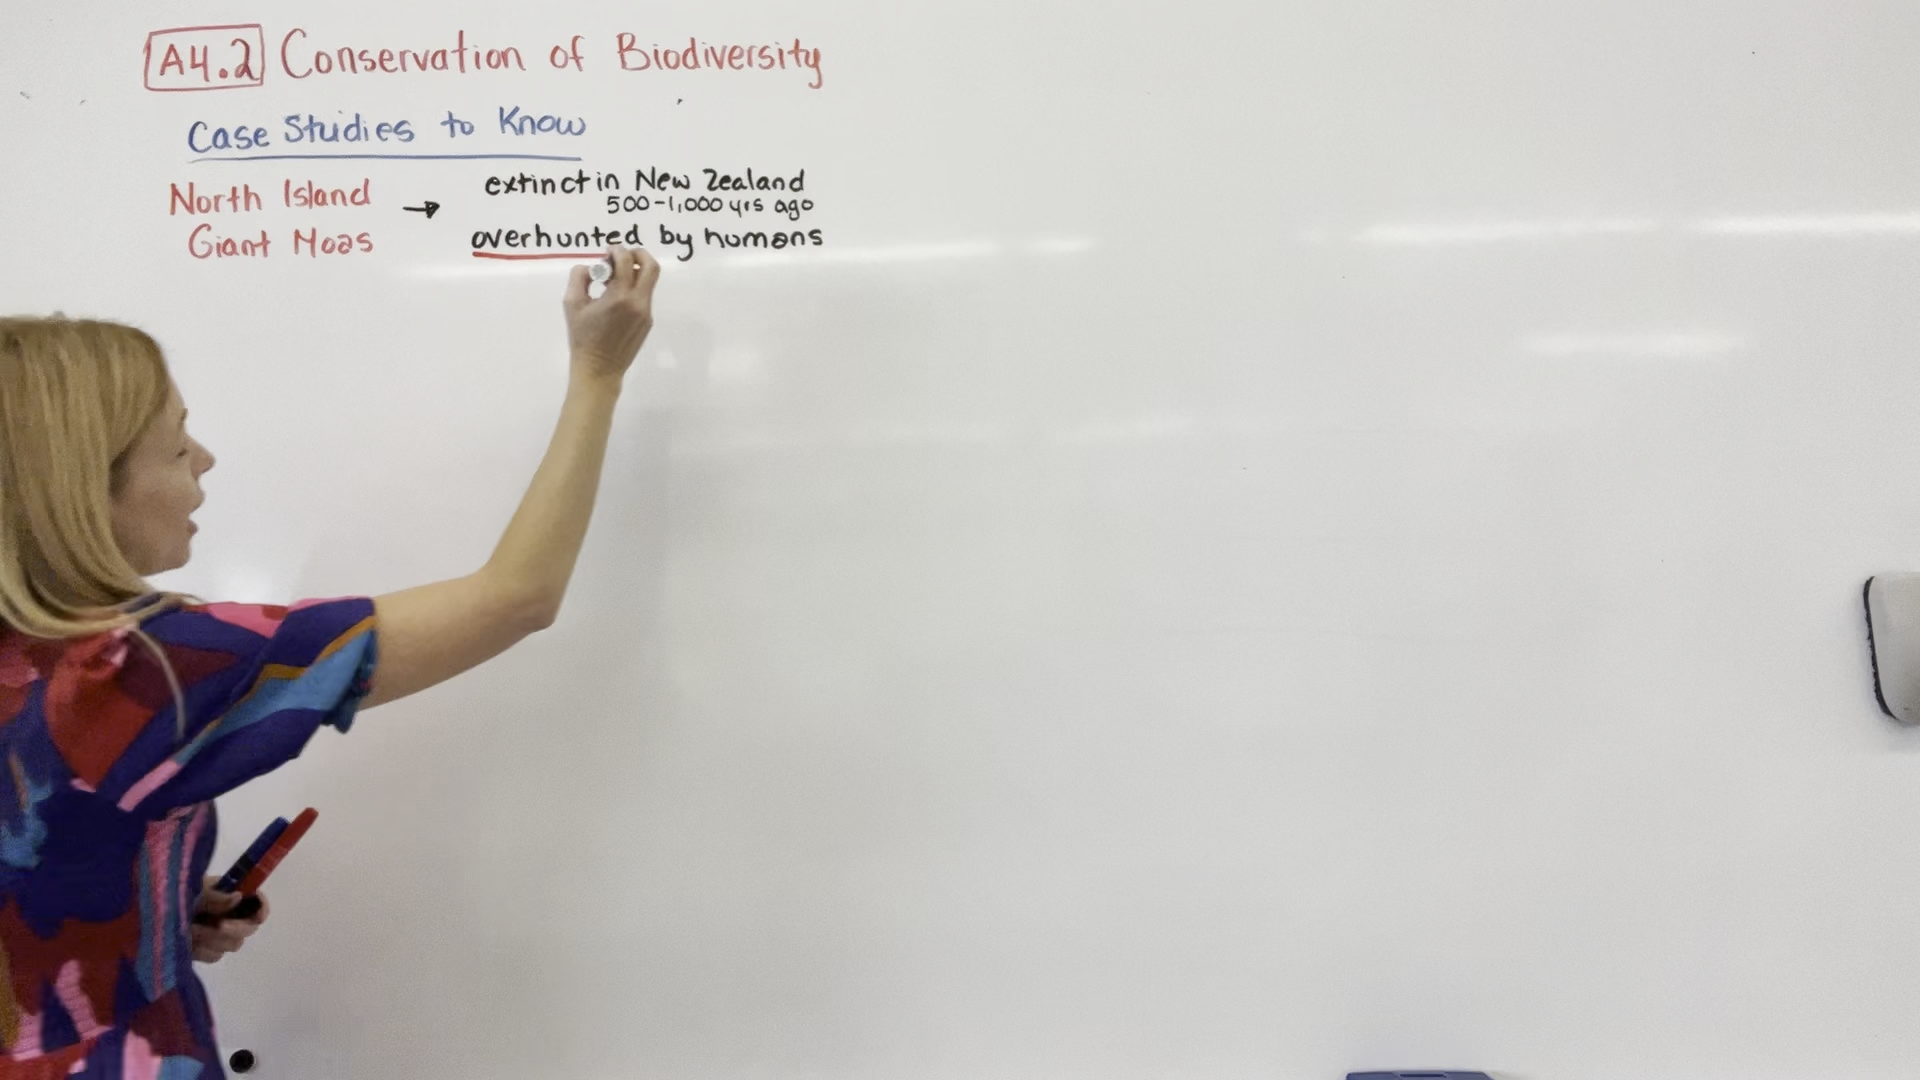 A4.2 Conservation of Biodiversity
Case Studies to Know
North Island → extinct in New Zealand
500-1,000 yrs ago
Giant Moas overhunted by humans